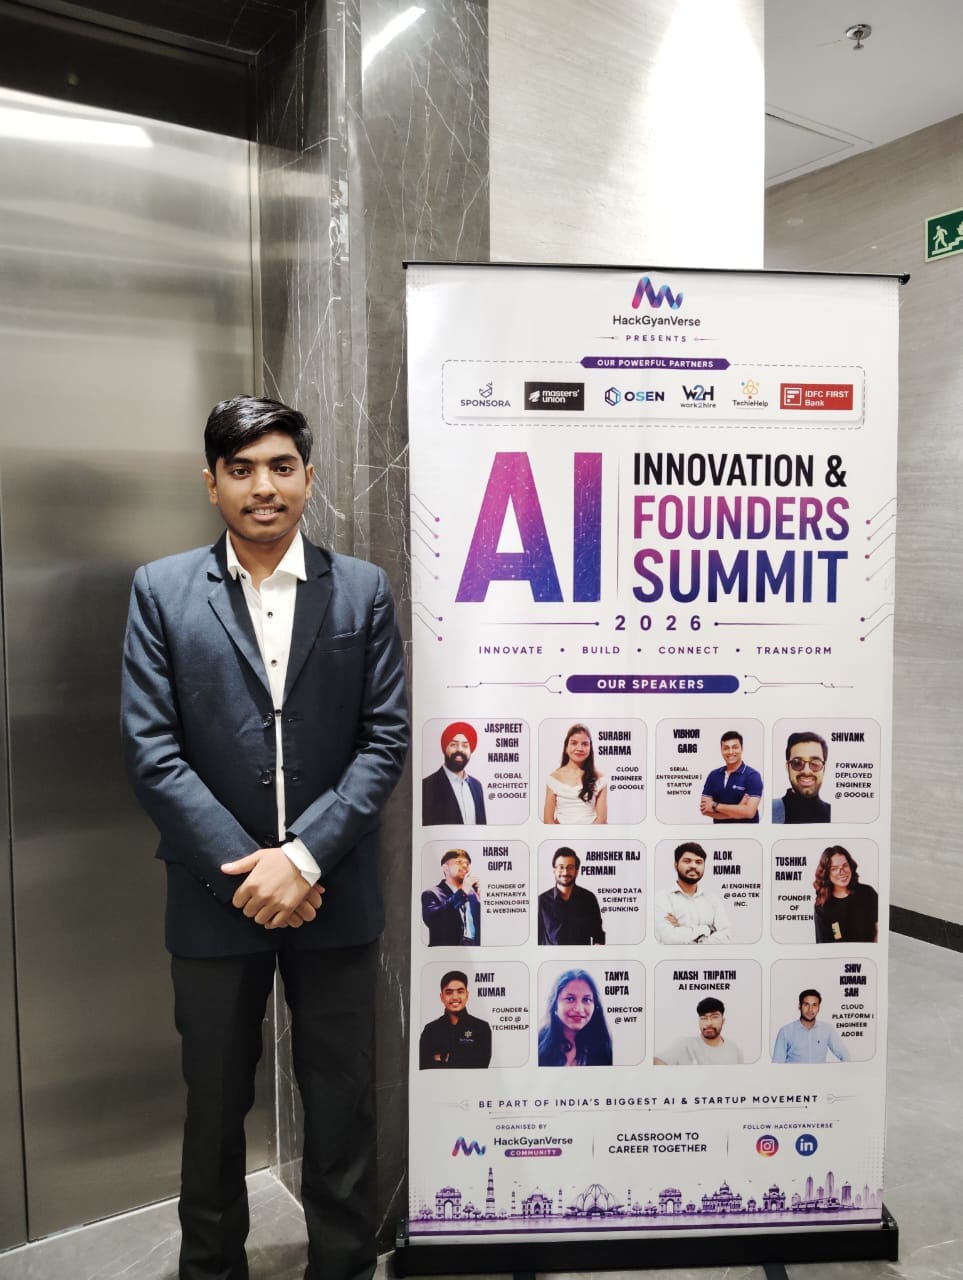 HackGyanVerse
PRESENTS
OUR POWERFUL PARTNERS
SPONSORA
masters' union
OSEN
W2H
work2hire
TechieHelp
IDFC FIRST
Bank
AI
INNOVATION &
FOUNDERS
SUMMIT
2026
INNOVATE • BUILD • CONNECT • TRANSFORM
OUR SPEAKERS
JASPREET
SINGH
NARANG
GLOBAL
ARCHITECT
@ GOOGLE
SURABHI
SHARMA
CLOUD
ENGINEER
@ GOOGLE
VIBHOR
GARG
SERIAL
ENTREPRENEUR |
STARTUP
MENTOR
SHIVANK
FORWARD
DEPLOYED
ENGINEER
@ GOOGLE
HARSH
GUPTA
FOUNDER OF
KANTHARIYA
TECHNOLOGIES
& WEB3INDIA
ABHISHEK RAJ
PERMANI
SENIOR DATA
SCIENTIST
@SUNKING
ALOK
KUMAR
AI ENGINEER
@ GAO TEK
INC.
TUSHIKA
RAWAT
FOUNDER
OF
15FORTEEN
AMIT
KUMAR
FOUNDER &
CEO @
TECHIEHELP
TANYA
GUPTA
DIRECTOR
@ WIT
AKASH TRIPATHI
AI ENGINEER
SHIV
KUMAR
SAH
CLOUD
PLATEFORM |
ENGINEER
ADOBE
BE PART OF INDIA'S BIGGEST AI & STARTUP MOVEMENT
ORGANISED BY
HackGyanVerse
COMMUNITY
CLASSROOM TO
CAREER TOGETHER
FOLLOW HACKGYANVERSE
in